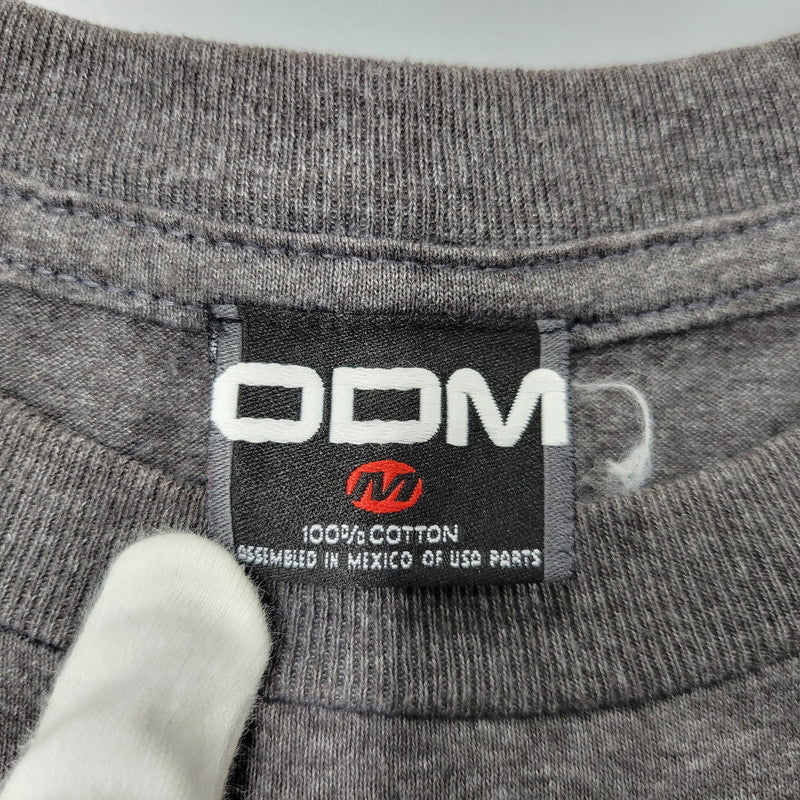 ODM
M
100% COTTON
ASSEMBLED IN MEXICO OF USA PARTS